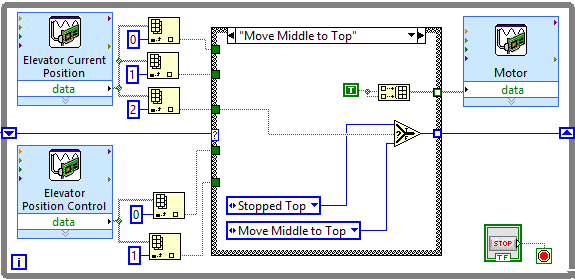 "Move Middle to Top"
0
Elevator Current
Position
data
1
2
T
Motor
data
?
?
Elevator
Position Control
data
0
1
Stopped Top
Move Middle to Top
STOP
TF
i